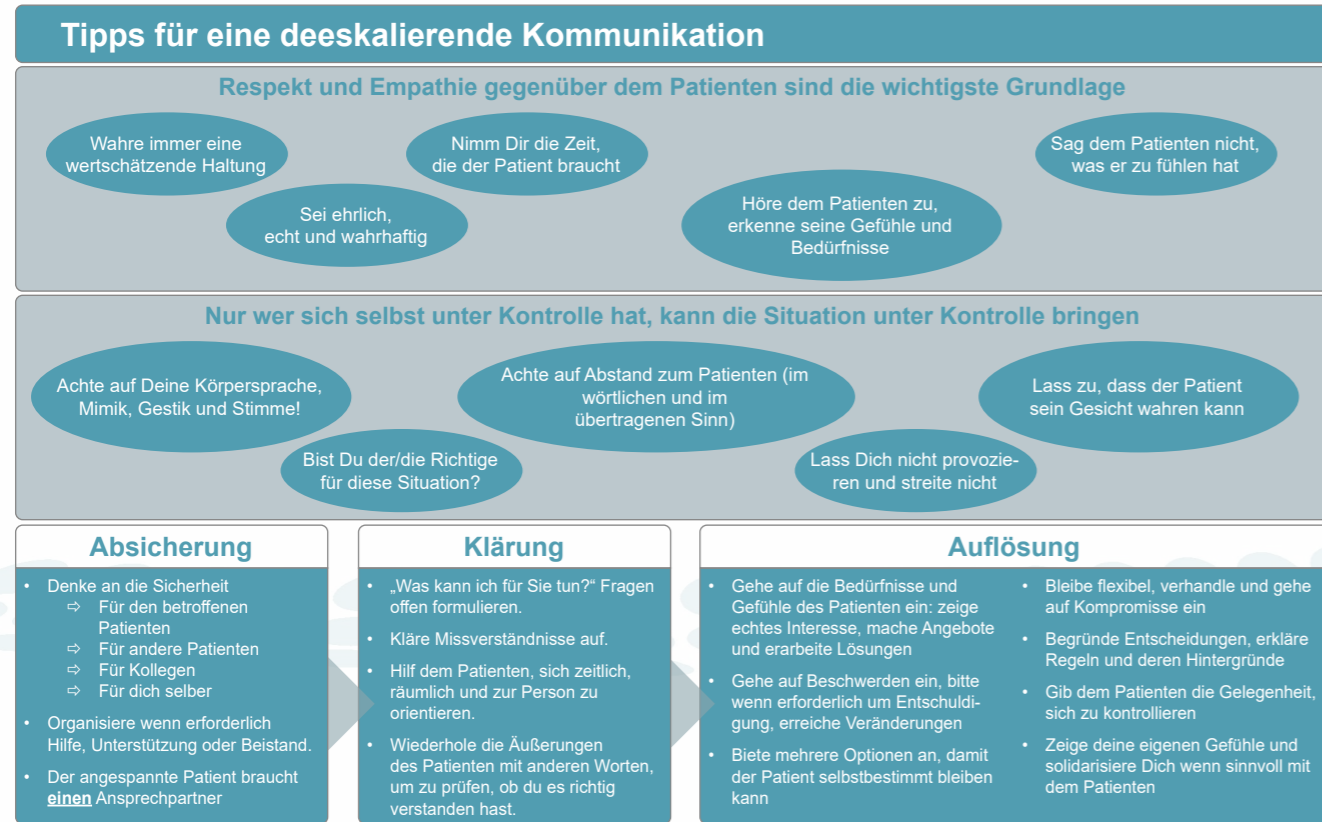 Tipps für eine deeskalierende Kommunikation
Respekt und Empathie gegenüber dem Patienten sind die wichtigste Grundlage
Wahre immer eine
wertschätzende Haltung
Sei ehrlich,
echt und wahrhaftig
Nimm Dir die Zeit,
die der Patient braucht
Höre dem Patienten zu,
erkenne seine Gefühle und
Bedürfnisse
Sag dem Patienten nicht,
was er zu fühlen hat
Nur wer sich selbst unter Kontrolle hat, kann die Situation unter Kontrolle bringen
Achte auf Deine Körpersprache,
Mimik, Gestik und Stimme!
Bist Du der/die Richtige
für diese Situation?
Achte auf Abstand zum Patienten (im
wörtlichen und im
übertragenen Sinn)
Lass Dich nicht provozie-
ren und streite nicht
Lass zu, dass der Patient
sein Gesicht wahren kann
Absicherung
• Denke an die Sicherheit
⇨ Für den betroffenen
Patienten
⇨ Für andere Patienten
⇨ Für Kollegen
⇨ Für dich selber
• Organisiere wenn erforderlich
Hilfe, Unterstützung oder Beistand.
• Der angespannte Patient braucht
einen Ansprechpartner
Klärung
• „Was kann ich für Sie tun?“ Fragen
offen formulieren.
• Kläre Missverständnisse auf.
• Hilf dem Patienten, sich zeitlich,
räumlich und zur Person zu
orientieren.
• Wiederhole die Äußerungen
des Patienten mit anderen Worten,
um zu prüfen, ob du es richtig
verstanden hast.
Auflösung
• Gehe auf die Bedürfnisse und
Gefühle des Patienten ein: zeige
echtes Interesse, mache Angebote
und erarbeite Lösungen
• Gehe auf Beschwerden ein, bitte
wenn erforderlich um Entschuldi-
gung, erreiche Veränderungen
• Biete mehrere Optionen an, damit
der Patient selbstbestimmt bleiben
kann
• Bleibe flexibel, verhandle und gehe
auf Kompromisse ein
• Begründe Entscheidungen, erkläre
Regeln und deren Hintergründe
• Gib dem Patienten die Gelegenheit,
sich zu kontrollieren
• Zeige deine eigenen Gefühle und
solidarisiere Dich wenn sinnvoll mit
dem Patienten